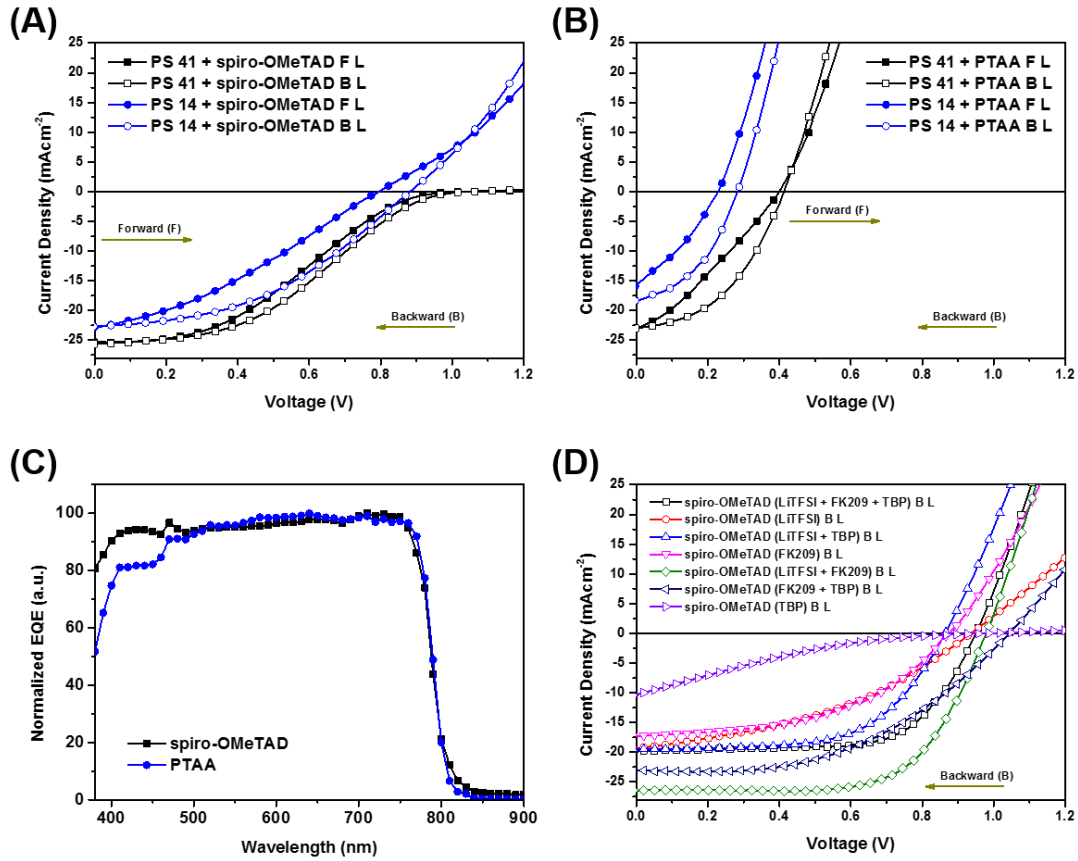 (A)
25
20
15
10
5
0
-5
-10
-15
-20
-25
Current Density (mAcm-2)
PS 41 + spiro-OMeTAD F L
PS 41 + spiro-OMeTAD B L
PS 14 + spiro-OMeTAD F L
PS 14 + spiro-OMeTAD B L
Forward (F)
Backward (B)
0.0 0.2 0.4 0.6 0.8 1.0 1.2
Voltage (V)
(B)
25
20
15
10
5
0
-5
-10
-15
-20
-25
Current Density (mAcm-2)
PS 41 + PTAA F L
PS 41 + PTAA B L
PS 14 + PTAA F L
PS 14 + PTAA B L
Forward (F)
Backward (B)
0.0 0.2 0.4 0.6 0.8 1.0 1.2
Voltage (V)
(C)
100
80
60
40
20
0
Normalized EQE (a.u.)
spiro-OMeTAD
PTAA
400 500 600 700 800 900
Wavelength (nm)
(D)
25
20
15
10
5
0
-5
-10
-15
-20
-25
Current Density (mAcm-2)
spiro-OMeTAD (LiTFSI + FK209 + TBP) B L
spiro-OMeTAD (LiTFSI) B L
spiro-OMeTAD (LiTFSI + TBP) B L
spiro-OMeTAD (FK209) B L
spiro-OMeTAD (LiTFSI + FK209) B L
spiro-OMeTAD (FK209 + TBP) B L
spiro-OMeTAD (TBP) B L
Backward (B)
0.0 0.2 0.4 0.6 0.8 1.0 1.2
Voltage (V)